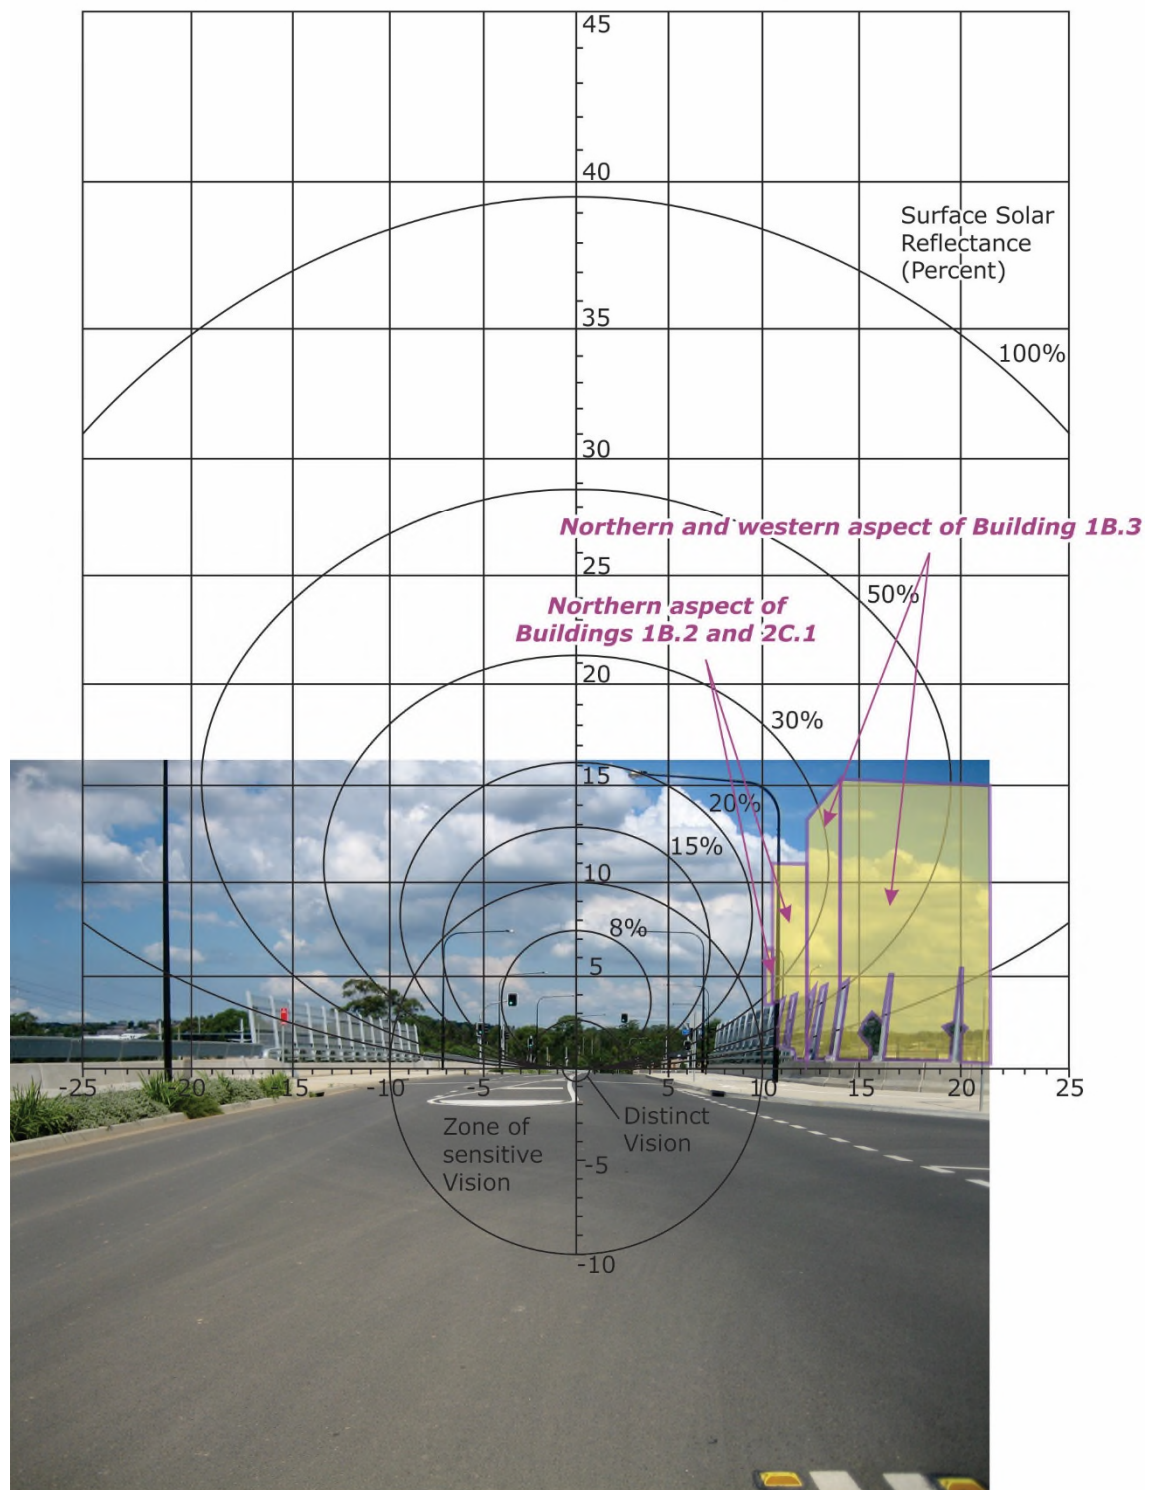 45
40
Surface Solar
Reflectance
(Percent)
35
100%
30
Northern and western aspect of Building 1B.3
25
50%
Northern aspect of
Buildings 1B.2 and 2C.1
20
30%
15
20%
15%
10
8%
5
-25 -20 -15 -10 -5 5 10 15 20 25
Distinct
Vision
Zone of
sensitive
Vision
-5
-10